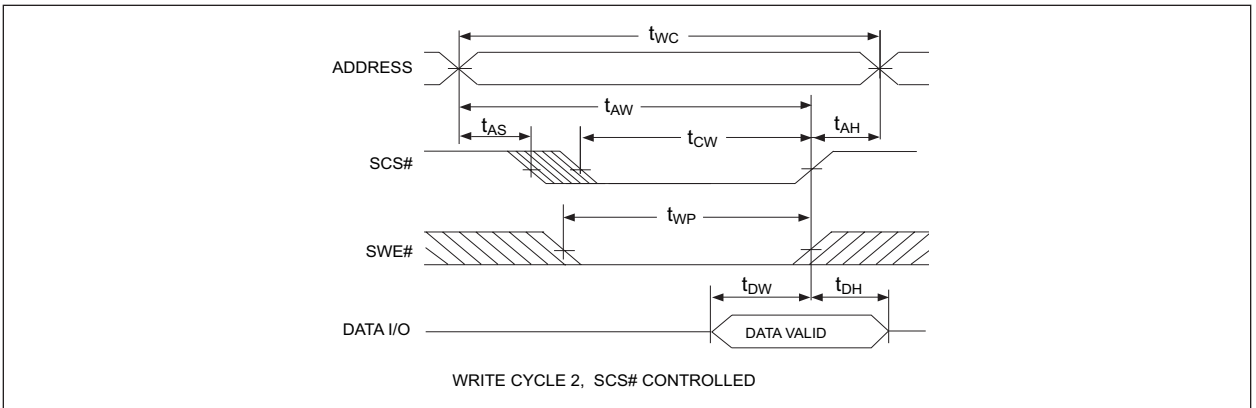 tWC
ADDRESS
tAW
tAS
tCW
tAH
SCS#
tWP
SWE#
tDW
tDH
DATA I/O
DATA VALID
WRITE CYCLE 2, SCS# CONTROLLED